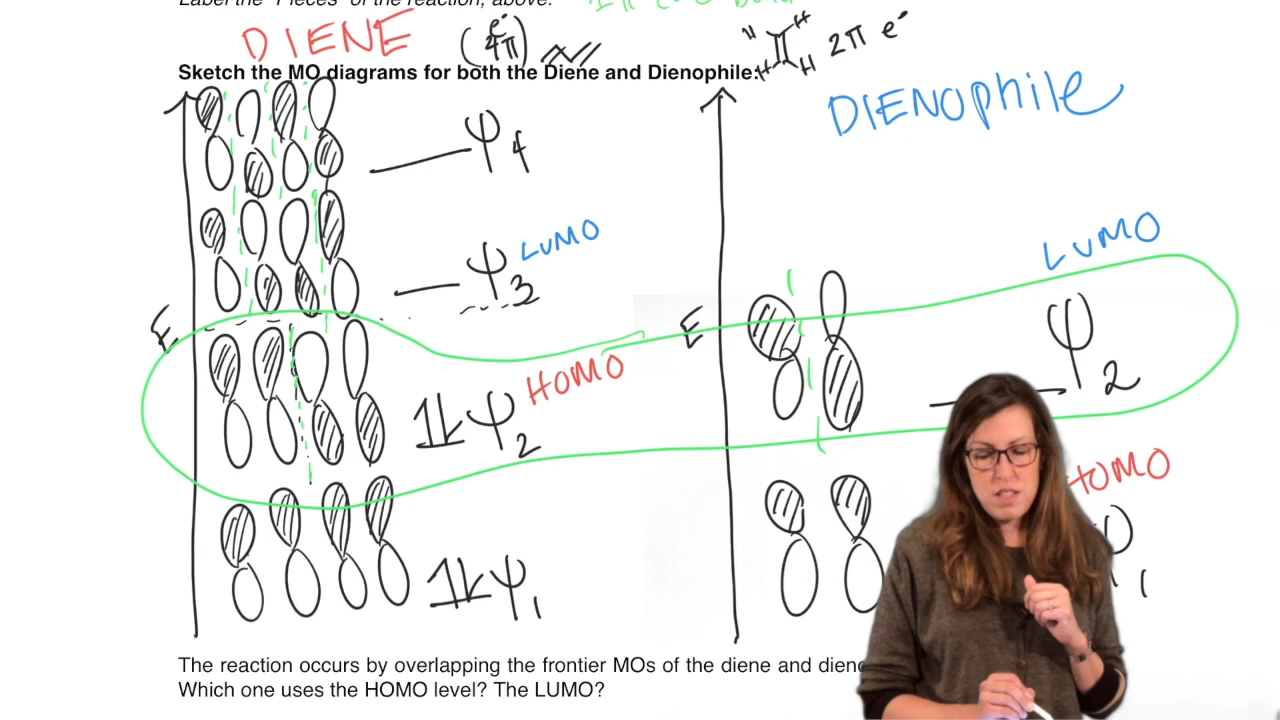 Label the "Pieces" of the reaction, above.
DIENE
(4π e⁻)
H H
H H
2π e⁻
Sketch the MO diagrams for both the Diene and Dienophile:
DIENOphile
ψ4
ψ3 LUMO
E
ψ2 HOMO
ψ1
E
LUMO
ψ2
HOMO
1
The reaction occurs by overlapping the frontier MOs of the diene and
Which one uses the HOMO level? The LUMO?